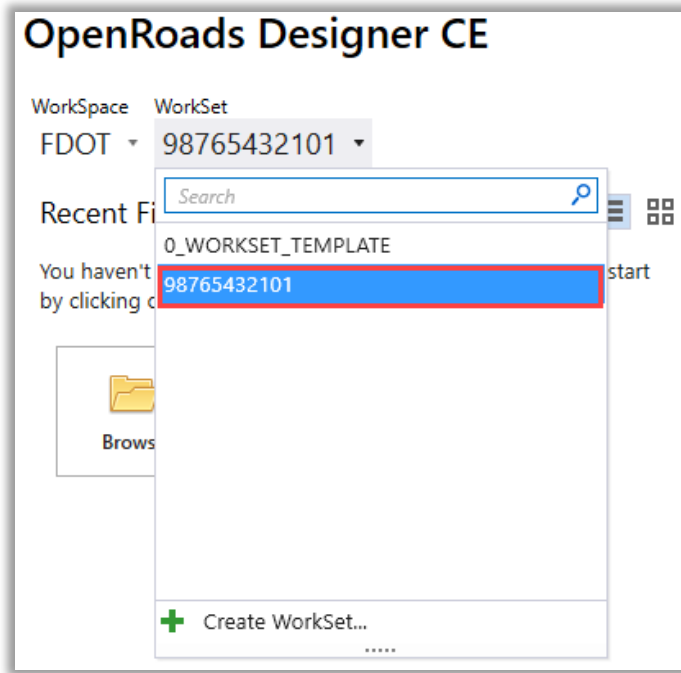 OpenRoads Designer CE
WorkSpace WorkSet
FDOT 98765432101
Search
Recent Fi
0_WORKSET_TEMPLATE
You haven't start
98765432101
by clicking
Brows
Create WorkSet...